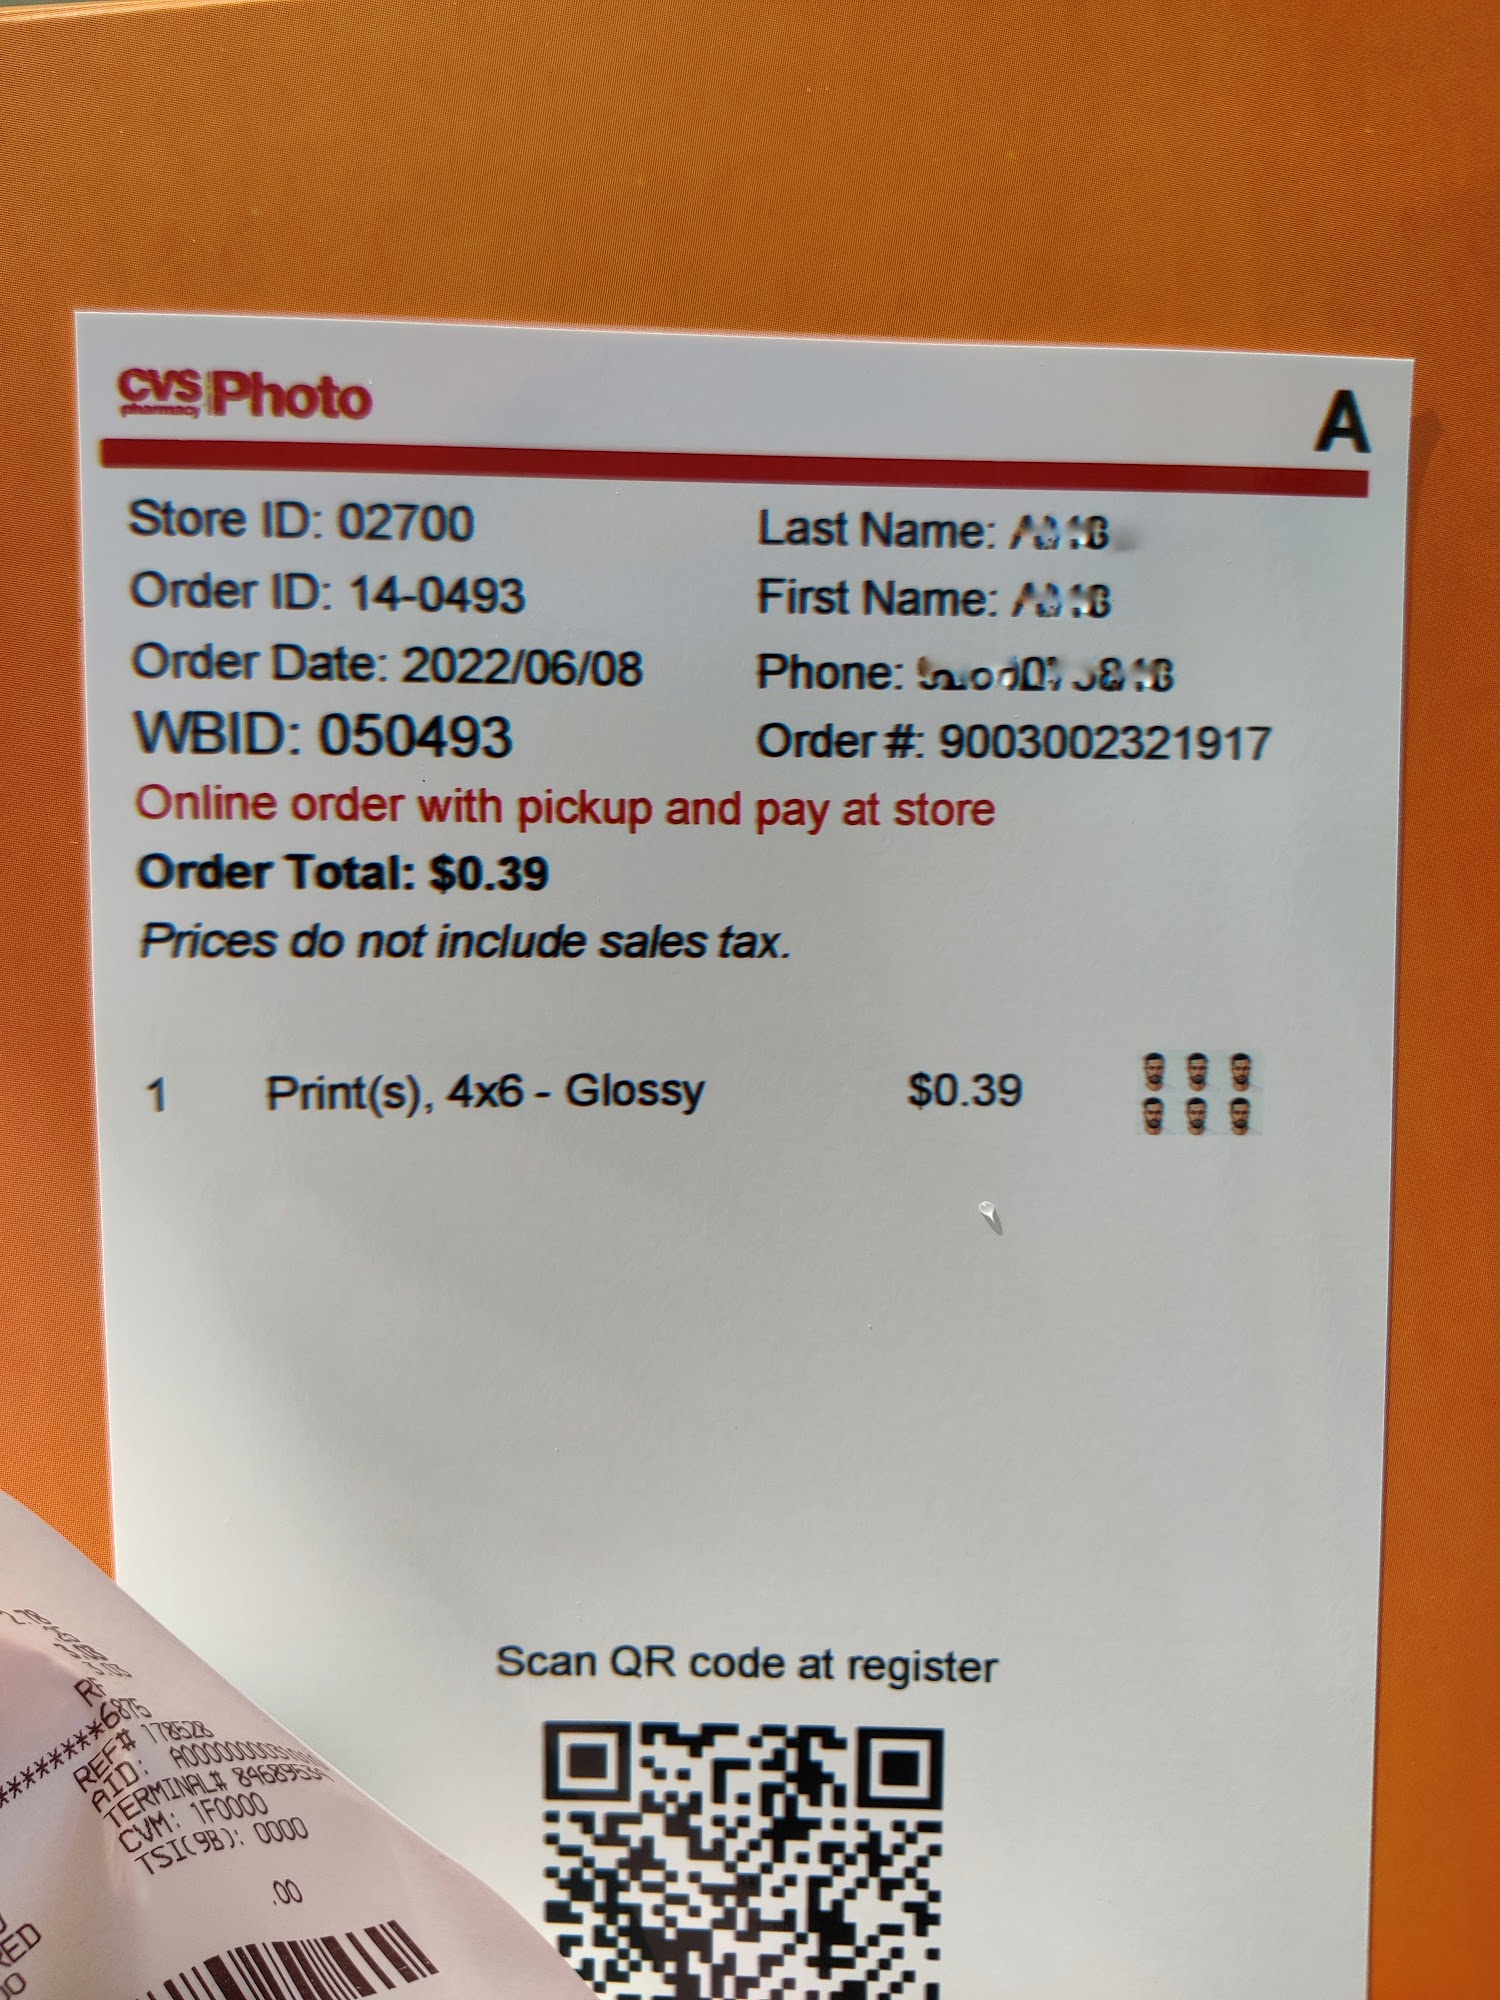 CVS pharmacy Photo
A
Store ID: 02700
Order ID: 14-0493
Order Date: 2022/06/08
WBID: 050493
Last Name:
First Name:
Phone:
Order #: 9003002321917
Online order with pickup and pay at store
Order Total: $0.39
Prices do not include sales tax.
1 Print(s), 4x6 - Glossy $0.39
Scan QR code at register
*********6875
REF# 178528
AID:
TERMINAL#
CVM: 1F0000
TSI(9B): 0000
.00